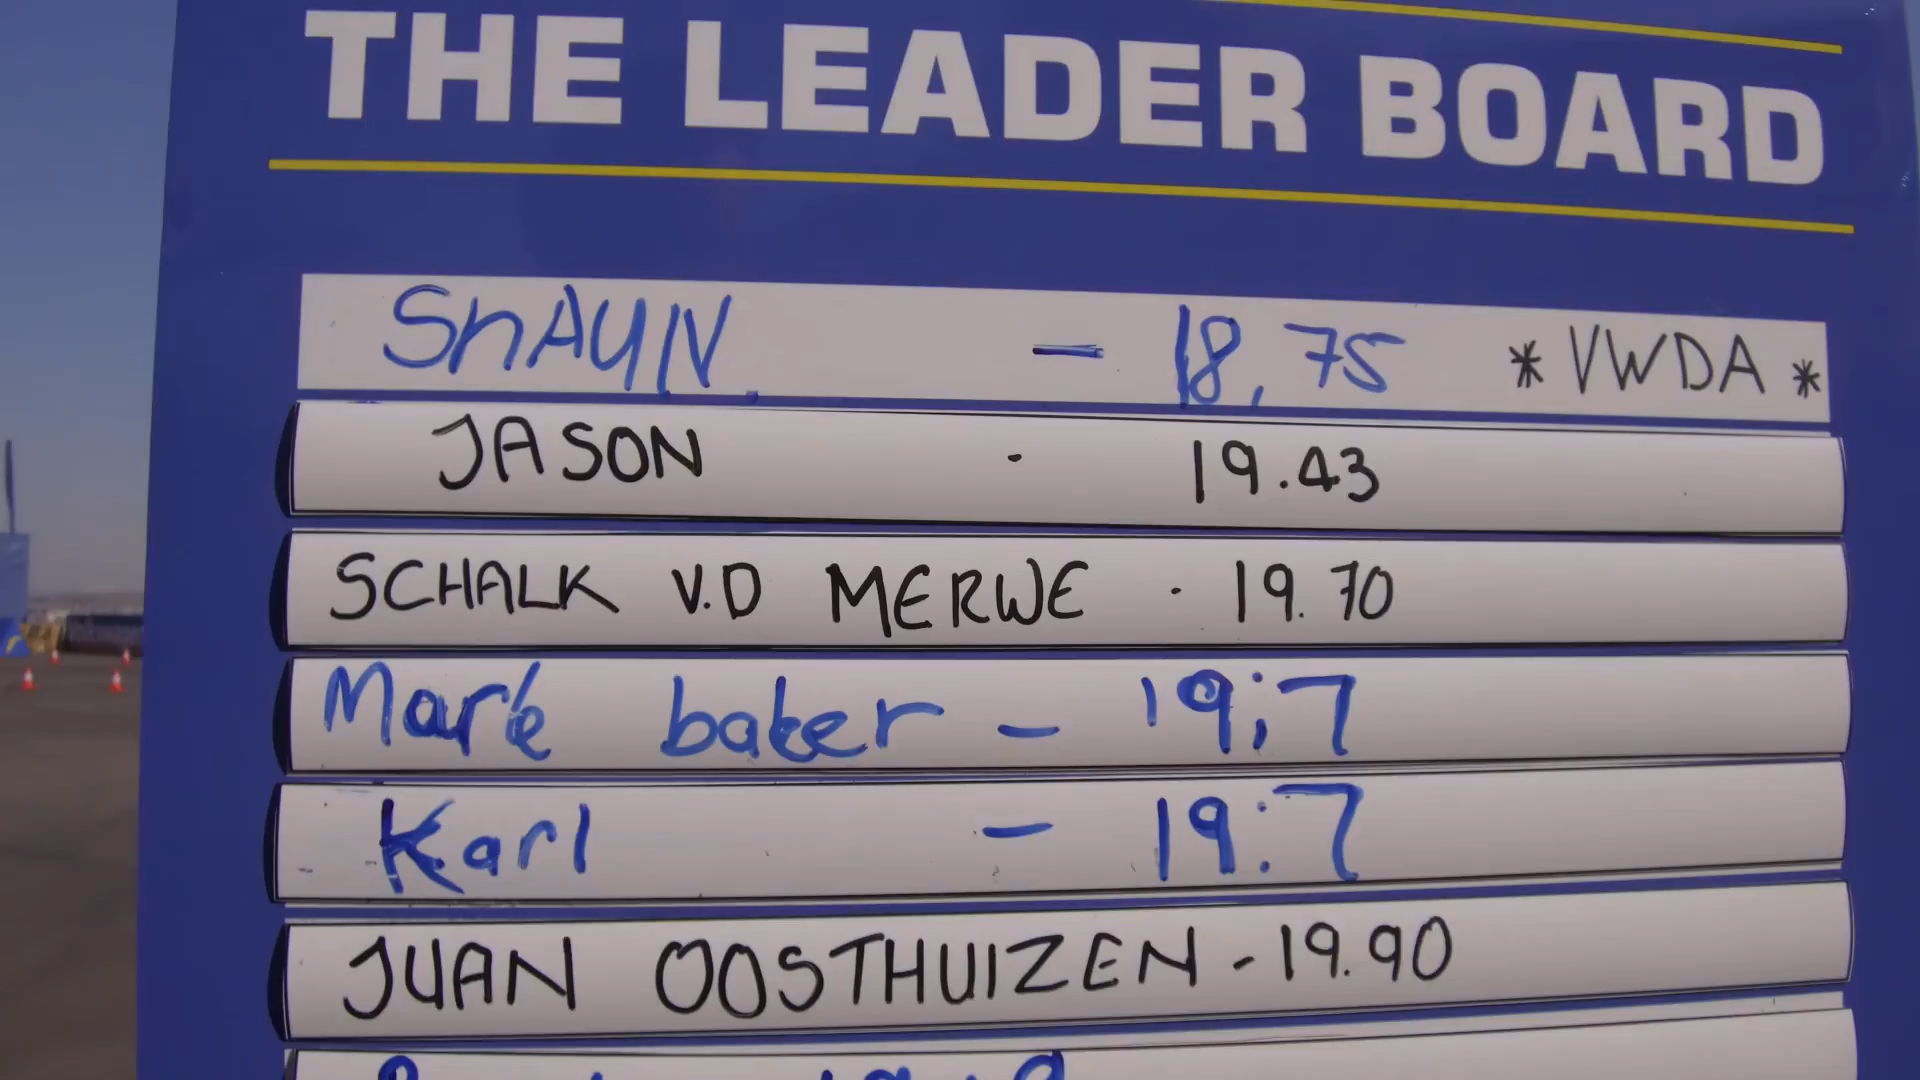 THE LEADER BOARD
SHAUN. - 18,75 * VWDA *
JASON - 19.43
SCHALK V.D MERWE - 19.70
Mark baker - 19;7
Karl - 19:7
JUAN OOSTHUIZEN - 19.90